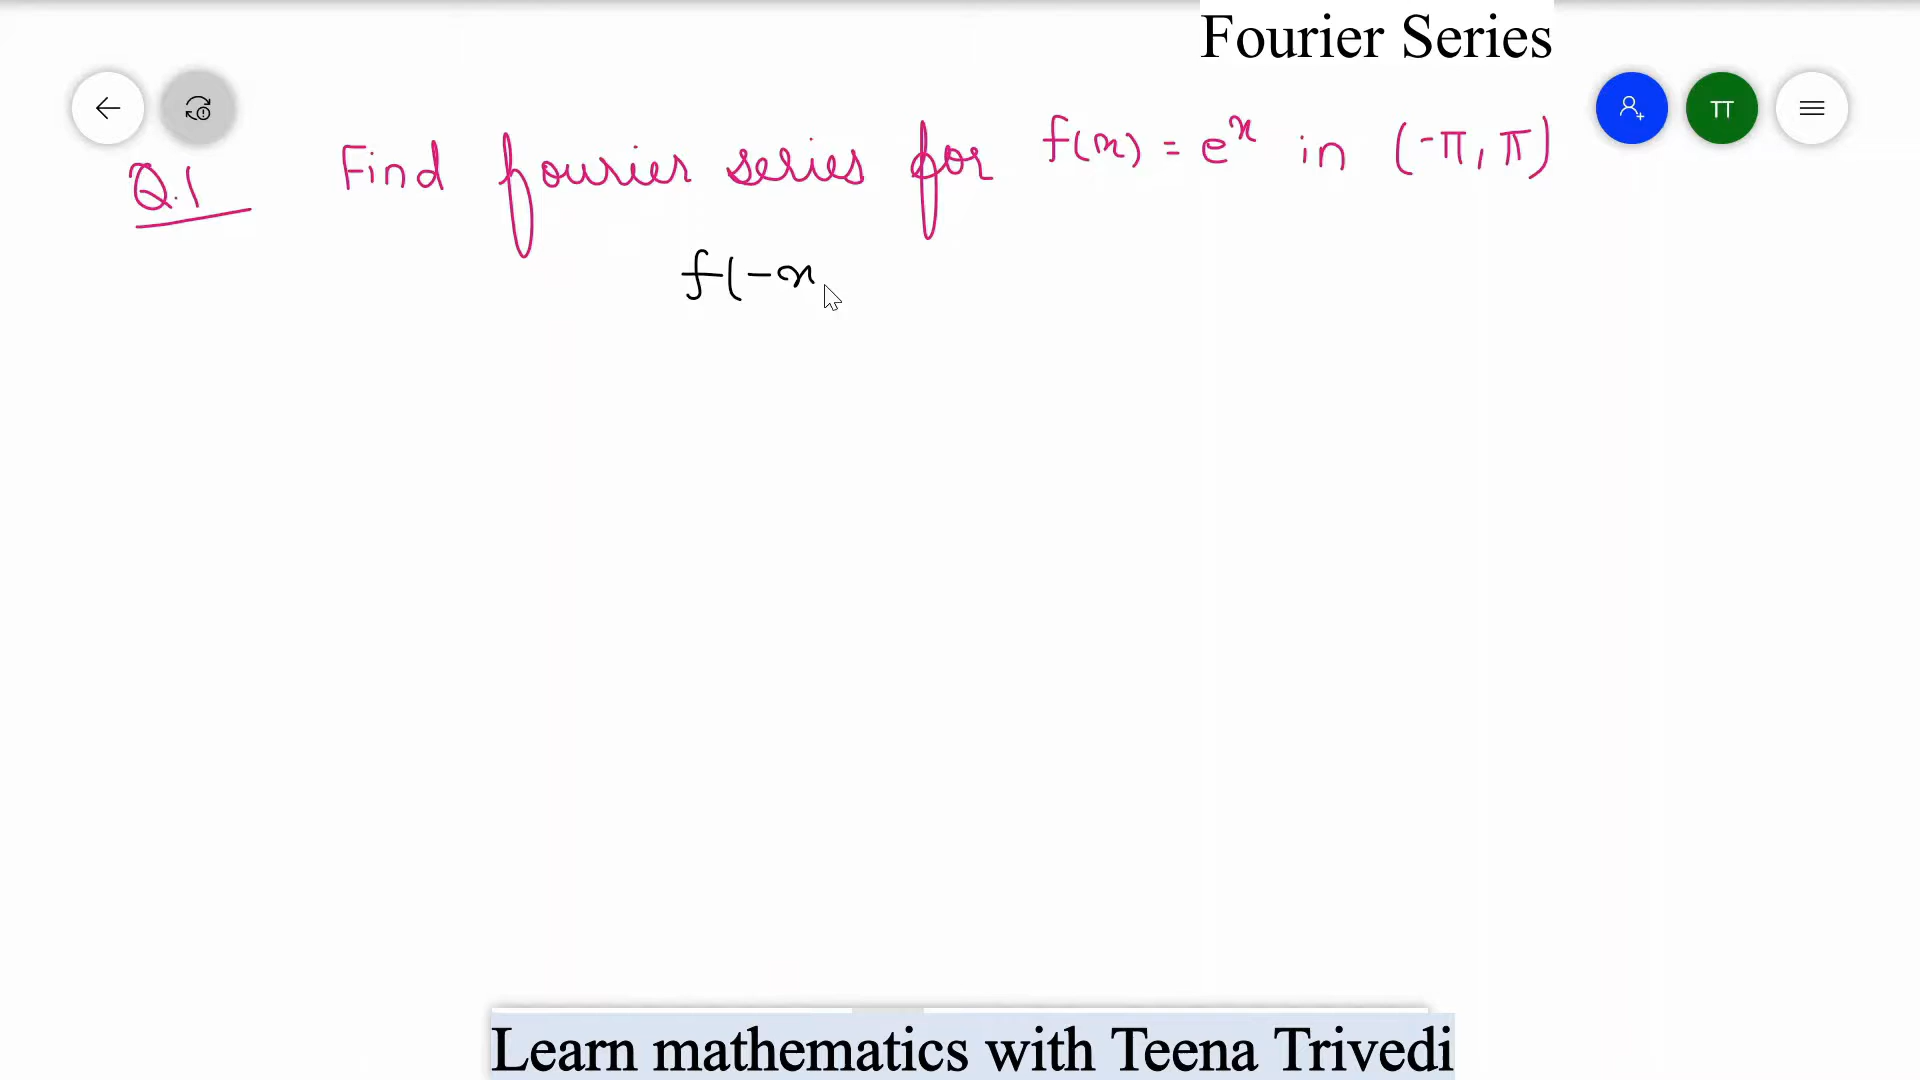 Fourier Series
Q.1 Find fourier series for f(x) = e^x in (-π, π)
TT
f(-x
Learn mathematics with Teena Trivedi